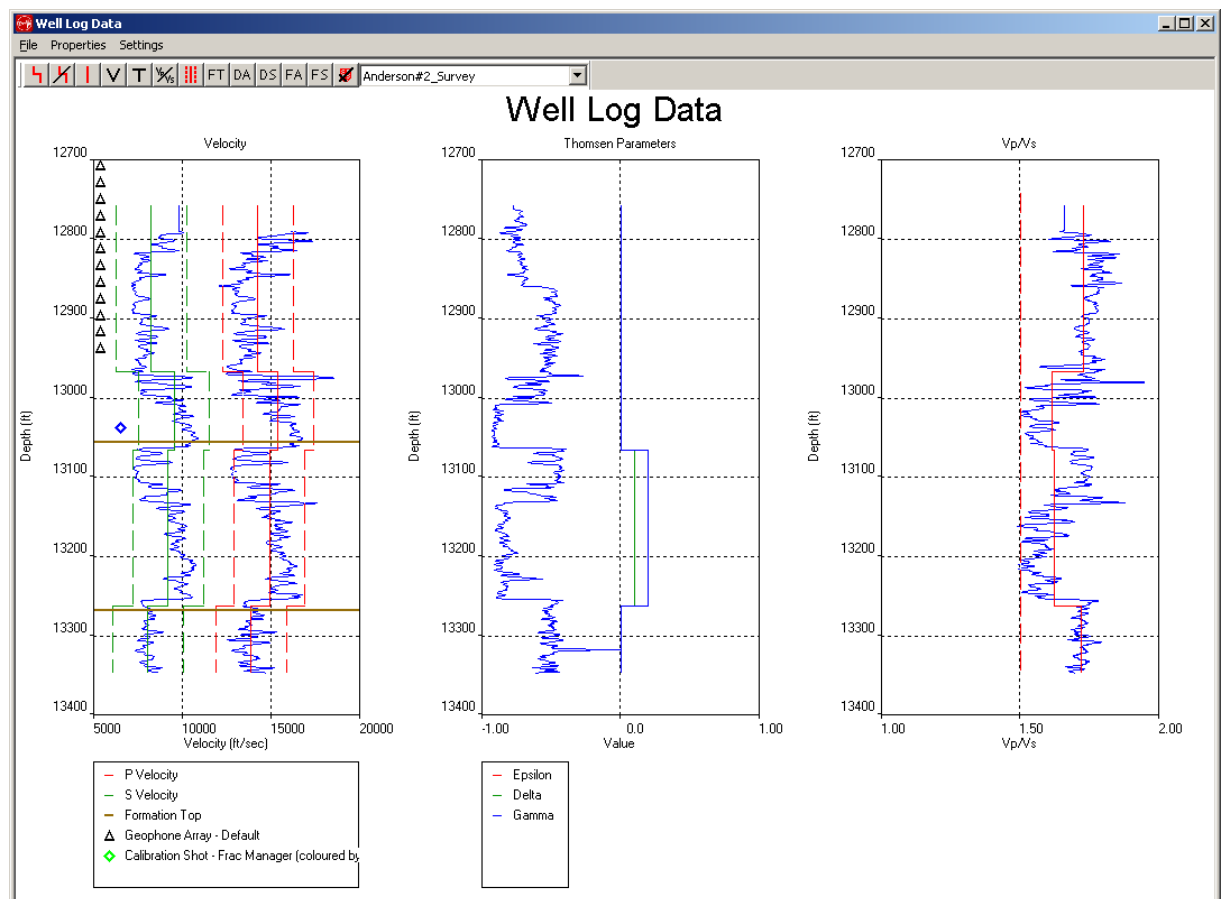 Well Log Data
File Properties Settings
V T Vp/Vs FT DA DS FA FS Anderson#2_Survey
Well Log Data
Velocity
12700
12800
12900
13000
13100
13200
13300
13400
Depth (ft)
5000 10000 15000 20000
Velocity (ft/sec)
Thomsen Parameters
12700
12800
12900
13000
13100
13200
13300
13400
Depth (ft)
-1.00 0.0 1.00
Value
Vp/Vs
12700
12800
12900
13000
13100
13200
13300
13400
Depth (ft)
1.00 1.50 2.00
Vp/Vs
P Velocity
S Velocity
Formation Top
Geophone Array - Default
Calibration Shot - Frac Manager (coloured by
Epsilon
Delta
Gamma